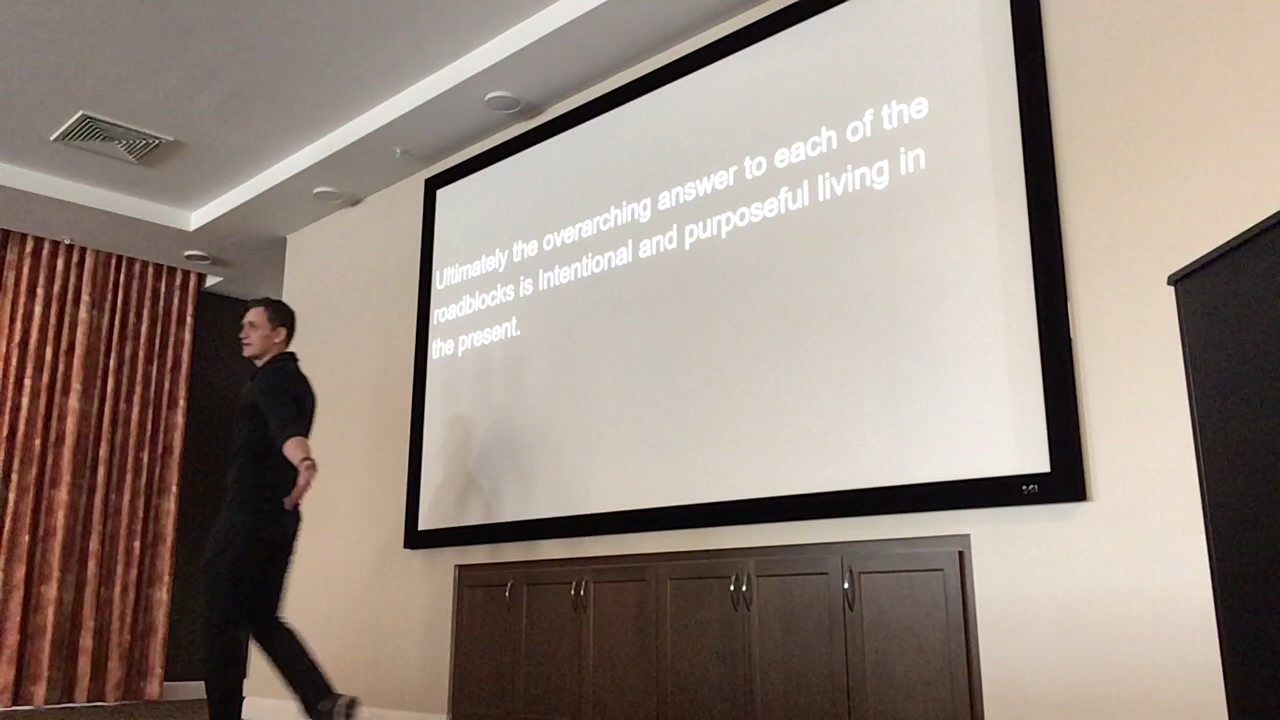 Ultimately the overarching answer to each of the
roadblocks is Intentional and purposeful living in
the present.